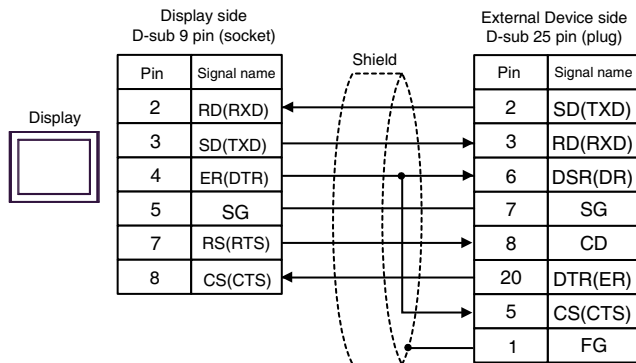 Display side
D-sub 9 pin (socket)
External Device side
D-sub 25 pin (plug)
Shield
Display
Pin Signal name
2 RD(RXD)
3 SD(TXD)
4 ER(DTR)
5 SG
7 RS(RTS)
8 CS(CTS)
Pin Signal name
2 SD(TXD)
3 RD(RXD)
6 DSR(DR)
7 SG
8 CD
20 DTR(ER)
5 CS(CTS)
1 FG